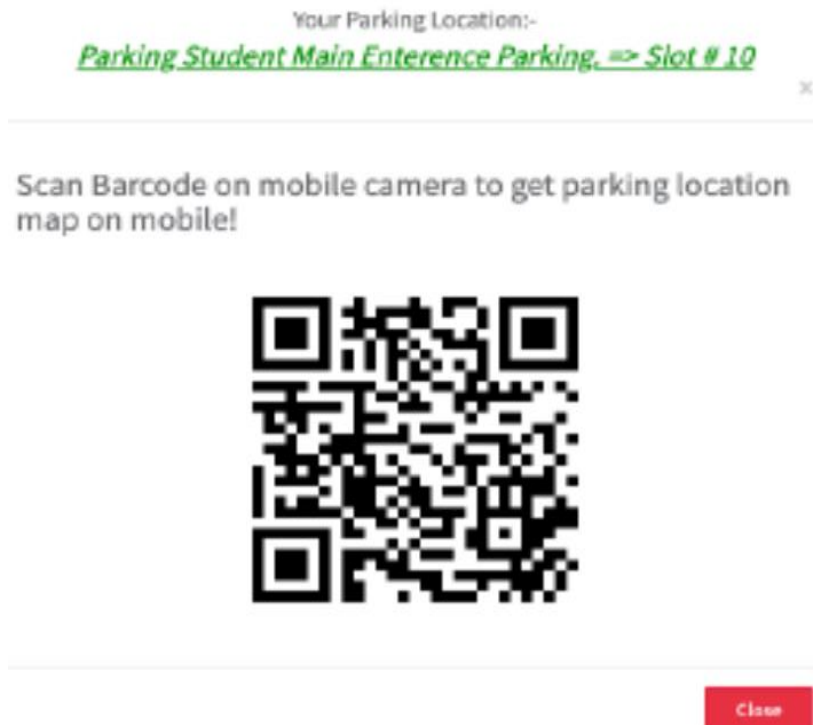 Your Parking Location:-
Parking Student Main Enterence Parking. => Slot # 10
×
Scan Barcode on mobile camera to get parking location
map on mobile!
Close